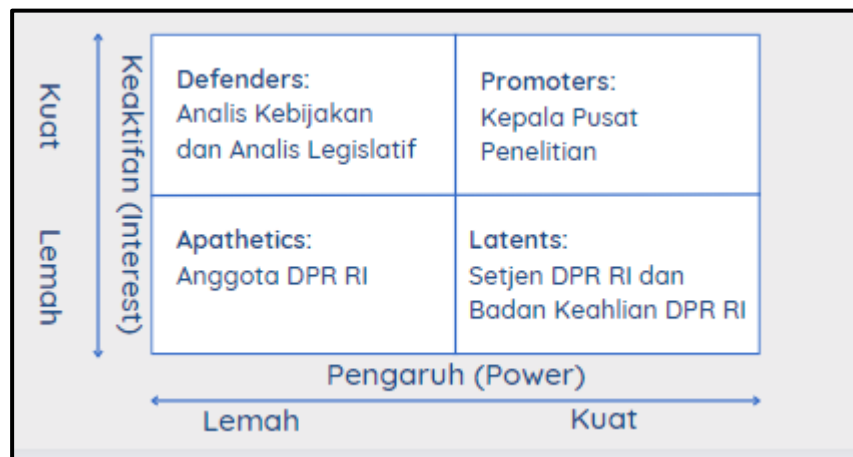 Kuat
Lemah
Keaktifan (Interest)
Defenders:
Analis Kebijakan
dan Analis Legislatif
Promoters:
Kepala Pusat
Penelitian
Apathetics:
Anggota DPR RI
Latents:
Setjen DPR RI dan
Badan Keahlian DPR RI
Pengaruh (Power)
Lemah
Kuat